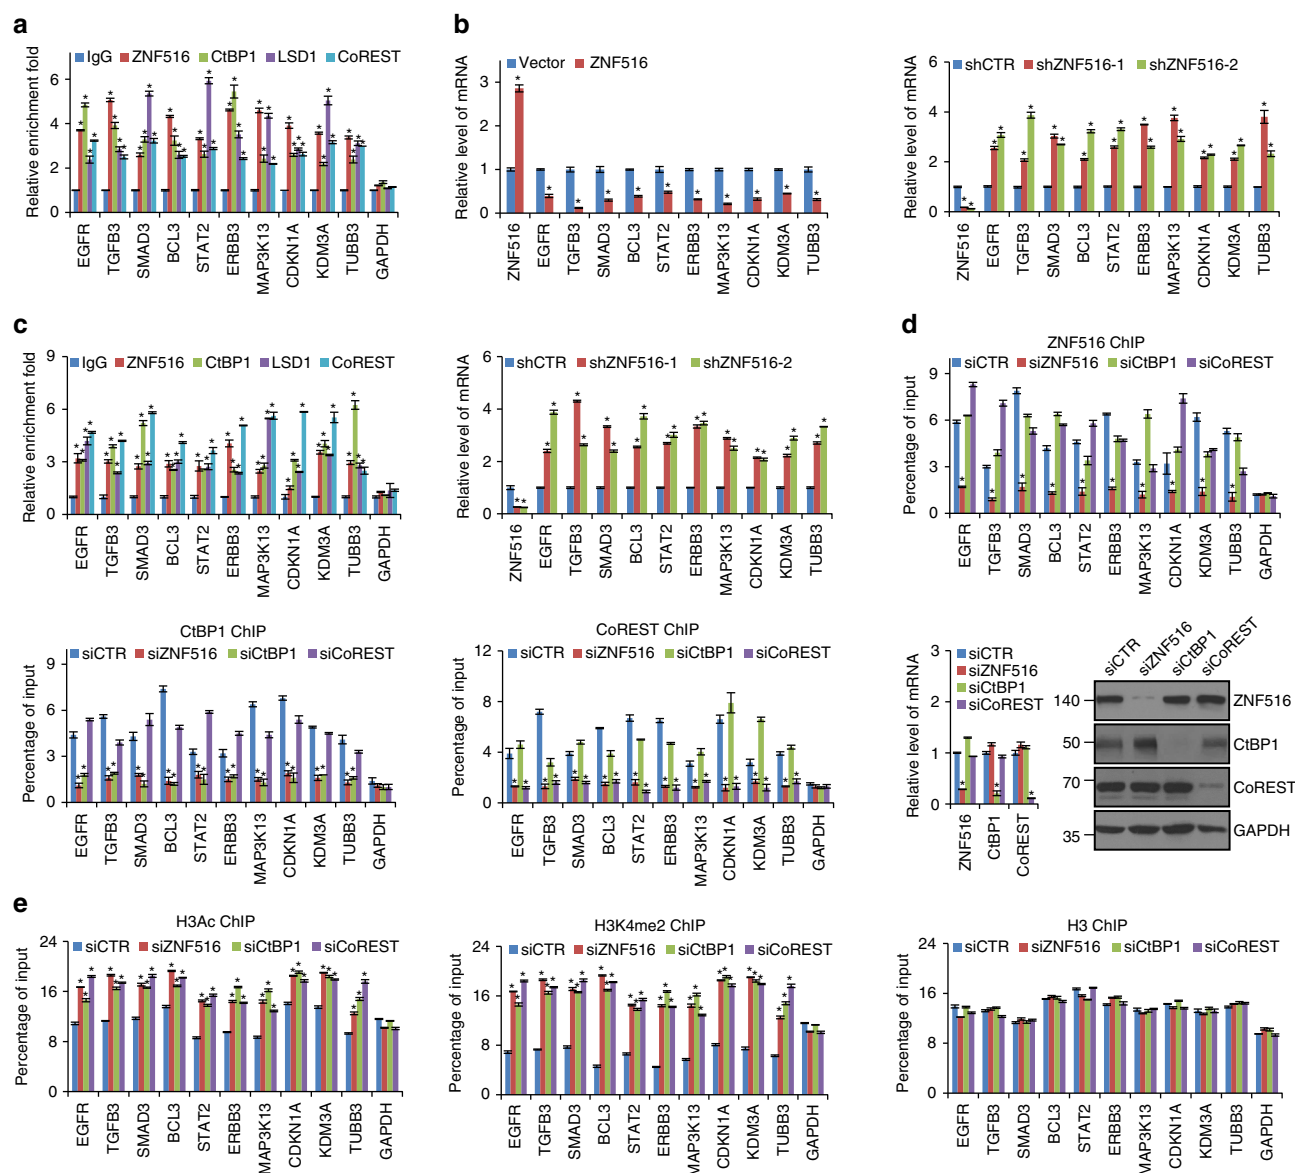 a
IgG ZNF516 CtBP1 LSD1 CoREST
Relative enrichment fold
6
4
2
0
EGFR TGFB3 SMAD3 BCL3 STAT2 ERBB3 MAP3K13 CDKN1A KDM3A TUBB3 GAPDH
b
Vector ZNF516
Relative level of mRNA
3
2
1
0
ZNF516 EGFR TGFB3 SMAD3 BCL3 STAT2 ERBB3 MAP3K13 CDKN1A KDM3A TUBB3
shCTR shZNF516-1 shZNF516-2
Relative level of mRNA
6
4
2
0
ZNF516 EGFR TGFB3 SMAD3 BCL3 STAT2 ERBB3 MAP3K13 CDKN1A KDM3A TUBB3
c
IgG ZNF516 CtBP1 LSD1 CoREST
Relative enrichment fold
9
6
3
0
EGFR TGFB3 SMAD3 BCL3 STAT2 ERBB3 MAP3K13 CDKN1A KDM3A TUBB3 GAPDH
shCTR shZNF516-1 shZNF516-2
Relative level of mRNA
6
4
2
0
ZNF516 EGFR TGFB3 SMAD3 BCL3 STAT2 ERBB3 MAP3K13 CDKN1A KDM3A TUBB3
d
ZNF516 ChIP
siCTR siZNF516 siCtBP1 siCoREST
Percentage of input
9
6
3
0
EGFR TGFB3 SMAD3 BCL3 STAT2 ERBB3 MAP3K13 CDKN1A KDM3A TUBB3 GAPDH
CtBP1 ChIP
siCTR siZNF516 siCtBP1 siCoREST
Percentage of input
9
6
3
0
EGFR TGFB3 SMAD3 BCL3 STAT2 ERBB3 MAP3K13 CDKN1A KDM3A TUBB3 GAPDH
CoREST ChIP
siCTR siZNF516 siCtBP1 siCoREST
Percentage of input
12
8
4
0
EGFR TGFB3 SMAD3 BCL3 STAT2 ERBB3 MAP3K13 CDKN1A KDM3A TUBB3 GAPDH
siCTR
siZNF516
siCtBP1
siCoREST
Relative level of mRNA
3
2
1
0
ZNF516 CtBP1 CoREST
siCTR siZNF516 siCtBP1 siCoREST
140 ZNF516
50 CtBP1
70 CoREST
35 GAPDH
e
H3Ac ChIP
siCTR siZNF516 siCtBP1 siCoREST
Percentage of input
24
16
8
0
EGFR TGFB3 SMAD3 BCL3 STAT2 ERBB3 MAP3K13 CDKN1A KDM3A TUBB3 GAPDH
H3K4me2 ChIP
siCTR siZNF516 siCtBP1 siCoREST
Percentage of input
24
16
8
0
EGFR TGFB3 SMAD3 BCL3 STAT2 ERBB3 MAP3K13 CDKN1A KDM3A TUBB3 GAPDH
H3 ChIP
siCTR siZNF516 siCtBP1 siCoREST
Percentage of input
24
16
8
0
EGFR TGFB3 SMAD3 BCL3 STAT2 ERBB3 MAP3K13 CDKN1A KDM3A TUBB3 GAPDH